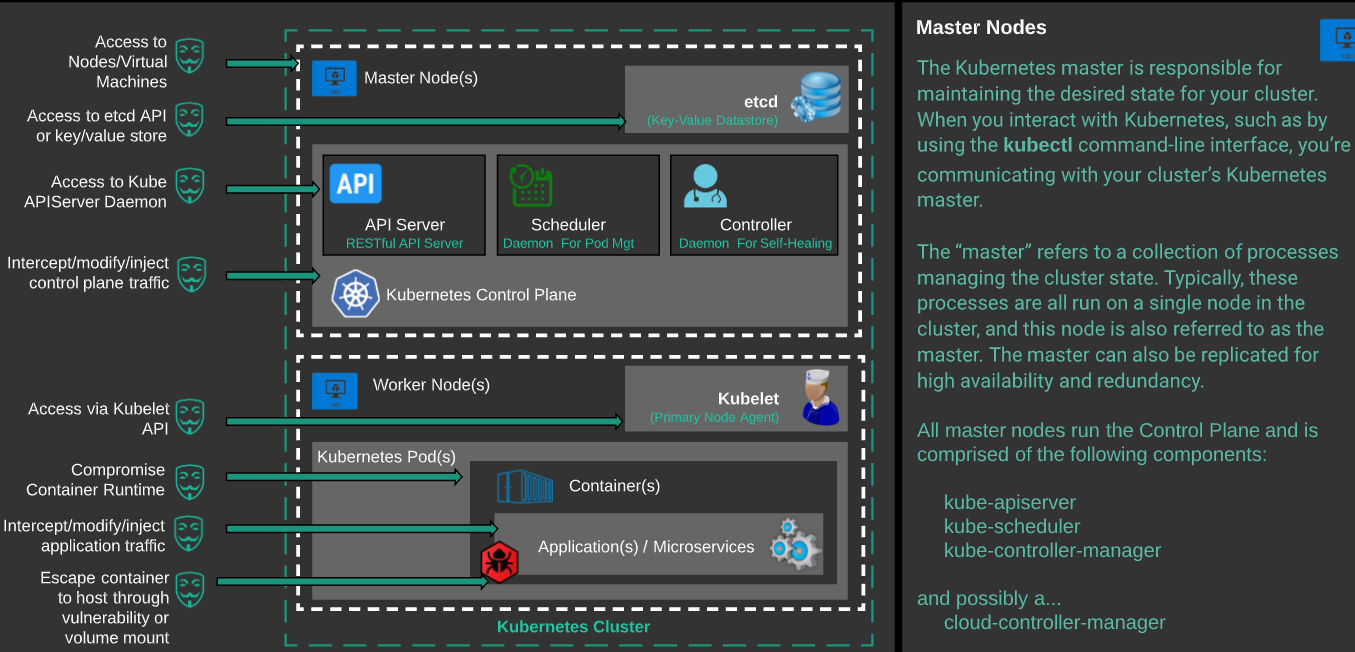 Access to
Nodes/Virtual
Machines
Access to etcd API
or key/value store
Access to Kube
APIServer Daemon
Intercept/modify/inject
control plane traffic
Access via Kubelet
API
Compromise
Container Runtime
Intercept/modify/inject
application traffic
Escape container
to host through
vulnerability or
volume mount
Master Node(s)
etcd
(Key-Value Datastore)
API
API Server
RESTful API Server
Scheduler
Daemon For Pod Mgt
Controller
Daemon For Self-Healing
Kubernetes Control Plane
Worker Node(s)
Kubelet
(Primary Node Agent)
Kubernetes Pod(s)
Container(s)
Application(s) / Microservices
Kubernetes Cluster
Master Nodes
The Kubernetes master is responsible for
maintaining the desired state for your cluster.
When you interact with Kubernetes, such as by
using the kubectl command-line interface, you’re
communicating with your cluster’s Kubernetes
master.
The “master” refers to a collection of processes
managing the cluster state. Typically, these
processes are all run on a single node in the
cluster, and this node is also referred to as the
master. The master can also be replicated for
high availability and redundancy.
All master nodes run the Control Plane and is
comprised of the following components:
kube-apiserver
kube-scheduler
kube-controller-manager
and possibly a...
cloud-controller-manager